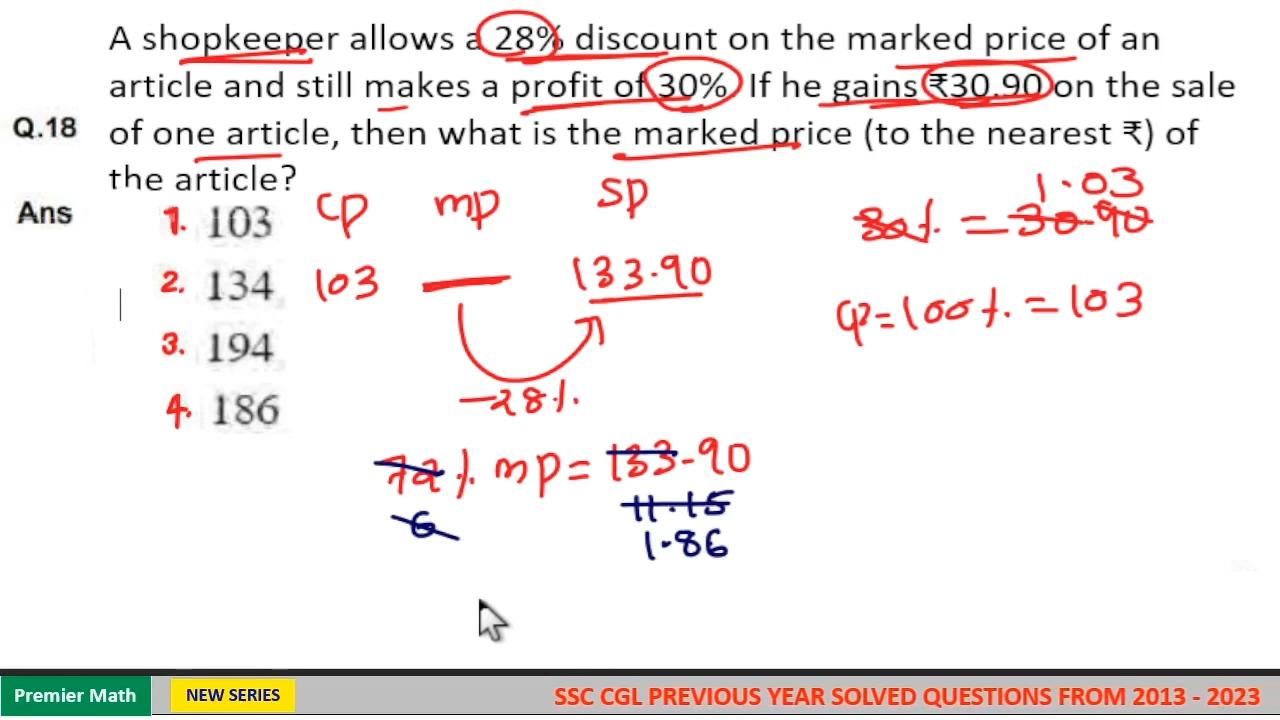 A shopkeeper allows a 28% discount on the marked price of an
article and still makes a profit of 30% If he gains ₹30.90 on the sale
Q.18 of one article, then what is the marked price (to the nearest ₹) of
the article?
Ans
1. 103
2. 134
3. 194
4. 186
CP mp SP
103 — 133.90
-28%
30% = 30.90
1.03
CP = 100% = 103
72% mp = 133.90
6 11.15
1.86
Premier Math NEW SERIES SSC CGL PREVIOUS YEAR SOLVED QUESTIONS FROM 2013 - 2023